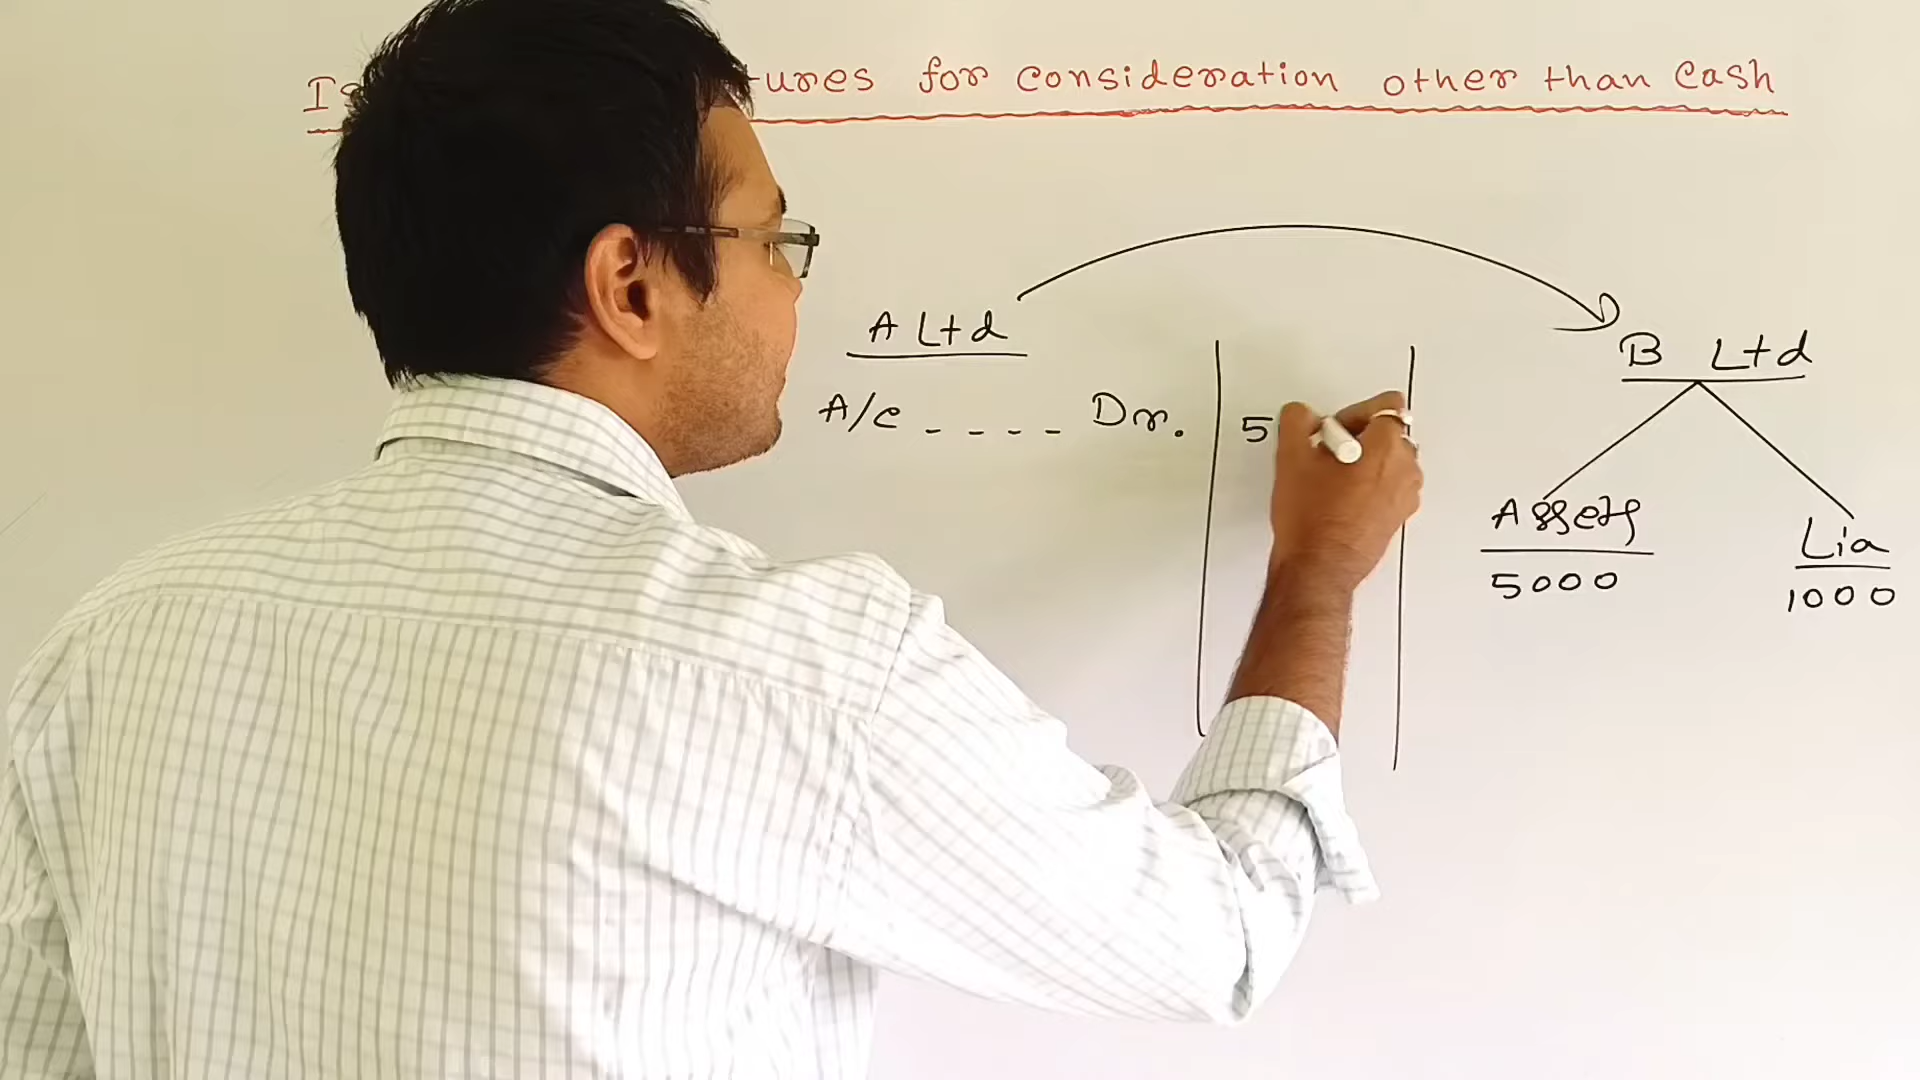 tures for consideration other than Cash
A Ltd
B Ltd
A/c - - - - Dr.
5
Assets
Lia
5000
1000